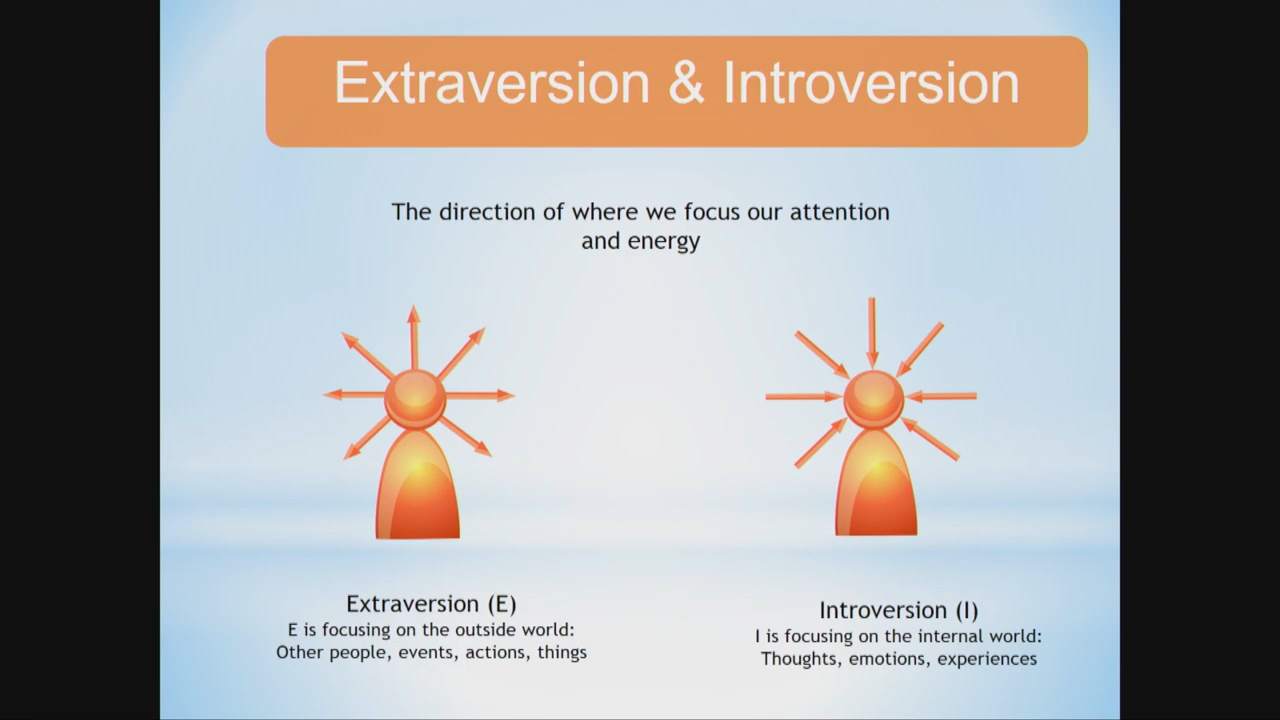 Extraversion & Introversion
The direction of where we focus our attention
and energy
Extraversion (E)
E is focusing on the outside world:
Other people, events, actions, things
Introversion (I)
I is focusing on the internal world:
Thoughts, emotions, experiences